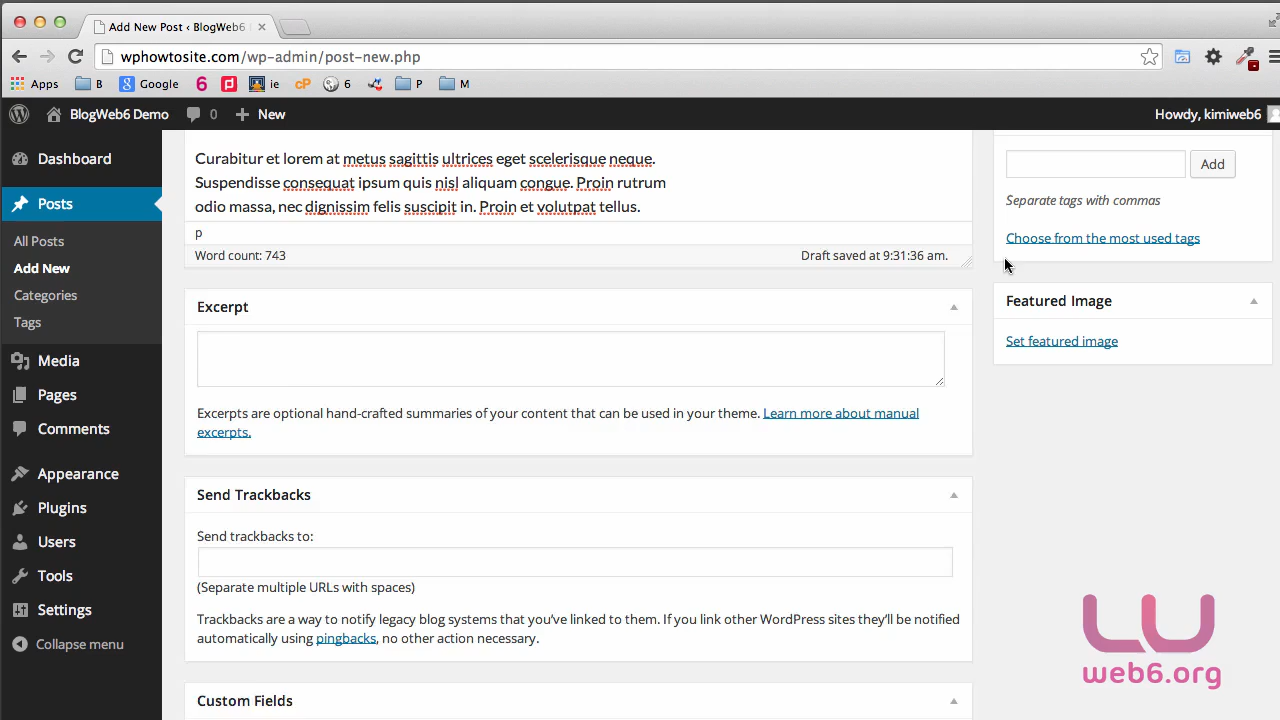 Add New Post ‹ BlogWeb6
wphowtosite.com/wp-admin/post-new.php
Apps B Google 6 ie cP 6 P M
BlogWeb6 Demo 0 + New Howdy, kimiweb6
Dashboard
Posts
All Posts
Add New
Categories
Tags
Media
Pages
Comments
Appearance
Plugins
Users
Tools
Settings
Collapse menu
Curabitur et lorem at metus sagittis ultrices eget scelerisque neque.
Suspendisse consequat ipsum quis nisl aliquam congue. Proin rutrum
odio massa, nec dignissim felis suscipit in. Proin et volutpat tellus.
p
Word count: 743 Draft saved at 9:31:36 am.
Excerpt
Excerpts are optional hand-crafted summaries of your content that can be used in your theme. Learn more about manual
excerpts.
Send Trackbacks
Send trackbacks to:
(Separate multiple URLs with spaces)
Trackbacks are a way to notify legacy blog systems that you've linked to them. If you link other WordPress sites they'll be notified
automatically using pingbacks, no other action necessary.
Custom Fields
Add
Separate tags with commas
Choose from the most used tags
Featured Image
Set featured image
web6.org